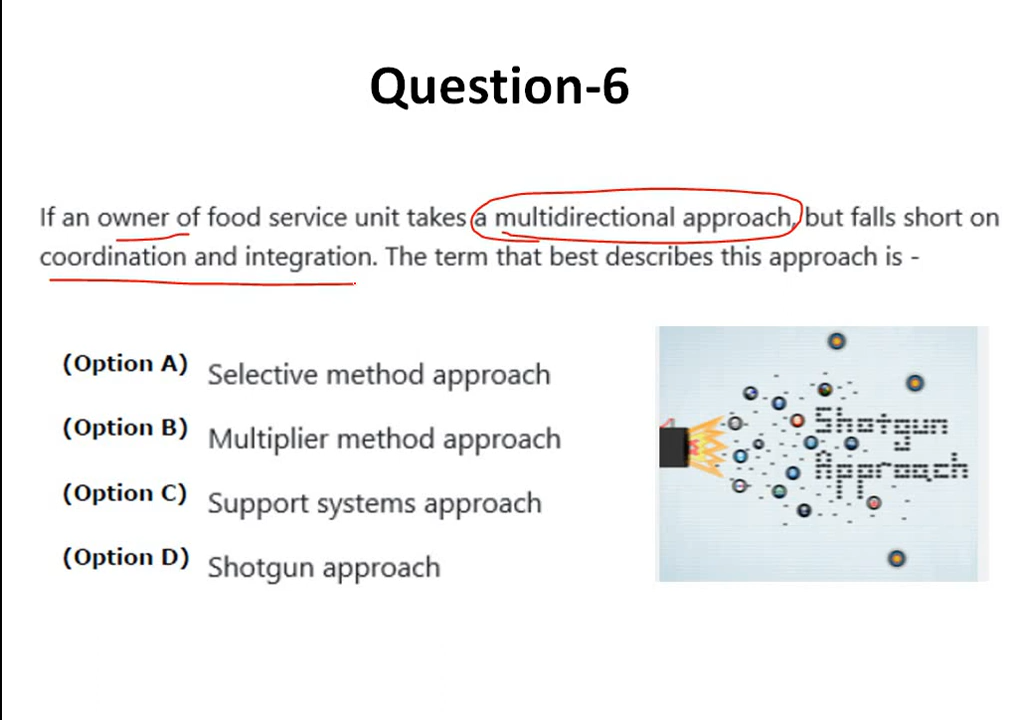 Question-6
If an owner of food service unit takes a multidirectional approach, but falls short on
coordination and integration. The term that best describes this approach is -
(Option A) Selective method approach
(Option B) Multiplier method approach
(Option C) Support systems approach
(Option D) Shotgun approach
Shotgun
Approach